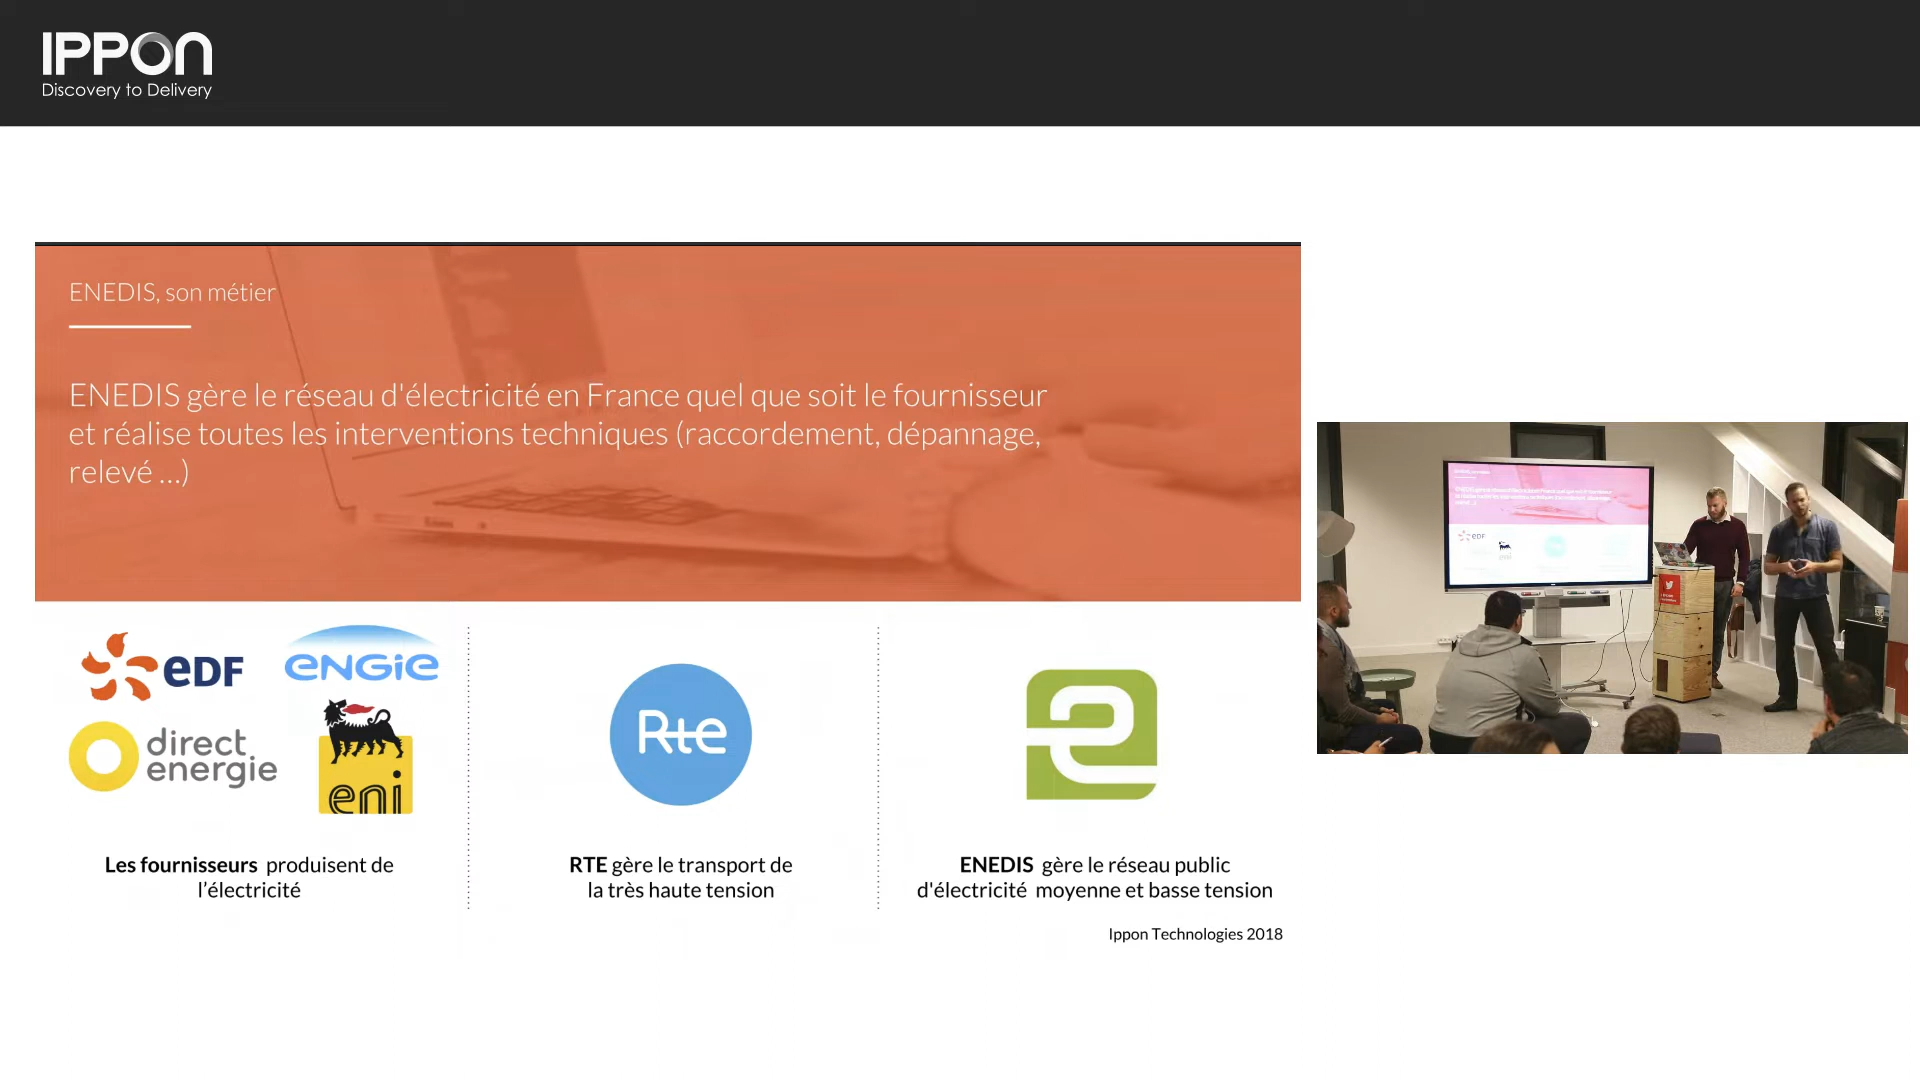 IPPON
Discovery to Delivery
ENEDIS, son métier
ENEDIS gère le réseau d'électricité en France quel que soit le fournisseur
et réalise toutes les interventions techniques (raccordement, dépannage,
relevé ...)
eDF
ENGIE
direct
energie
eni
Rte
Les fournisseurs produisent de
l'électricité
RTE gère le transport de
la très haute tension
ENEDIS gère le réseau public
d'électricité moyenne et basse tension
Ippon Technologies 2018
eDF